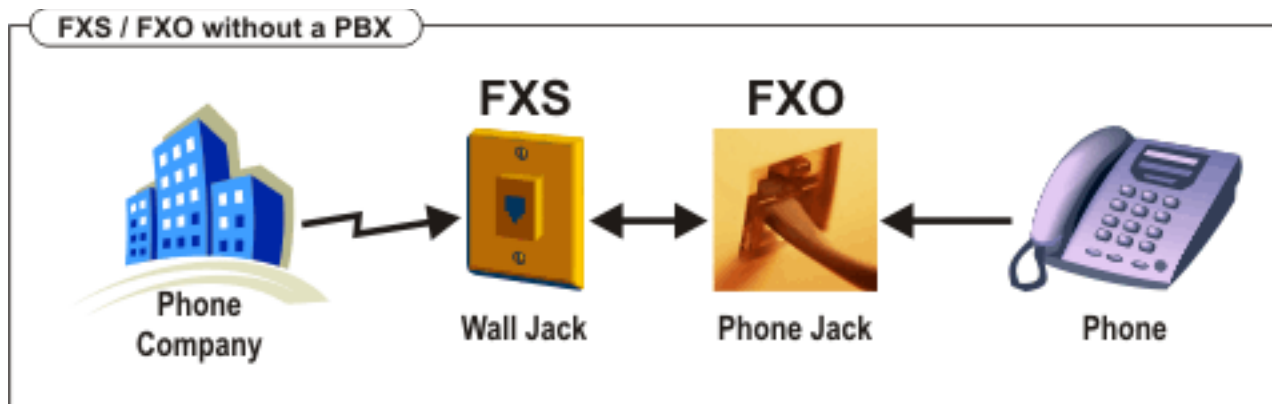 FXS / FXO without a PBX
FXS
FXO
Phone
Company
Wall Jack
Phone Jack
Phone